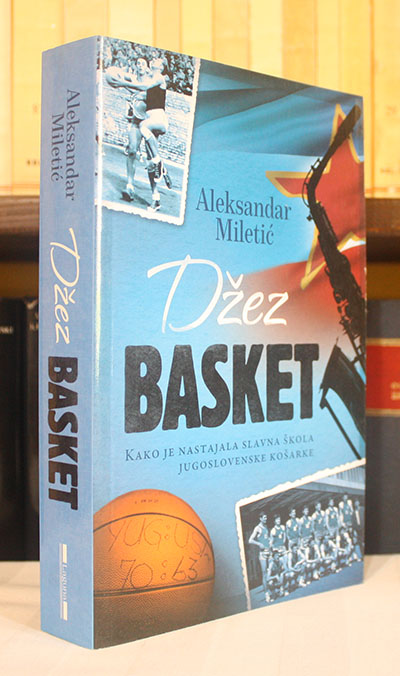 Aleksandar
Miletić
Džez
BASKET
KAKO JE NASTAJALA SLAVNA ŠKOLA
JUGOSLOVENSKE KOŠARKE
YUG:USA
70:63
Aleksandar
Miletić
Džez
BASKET
Laguna